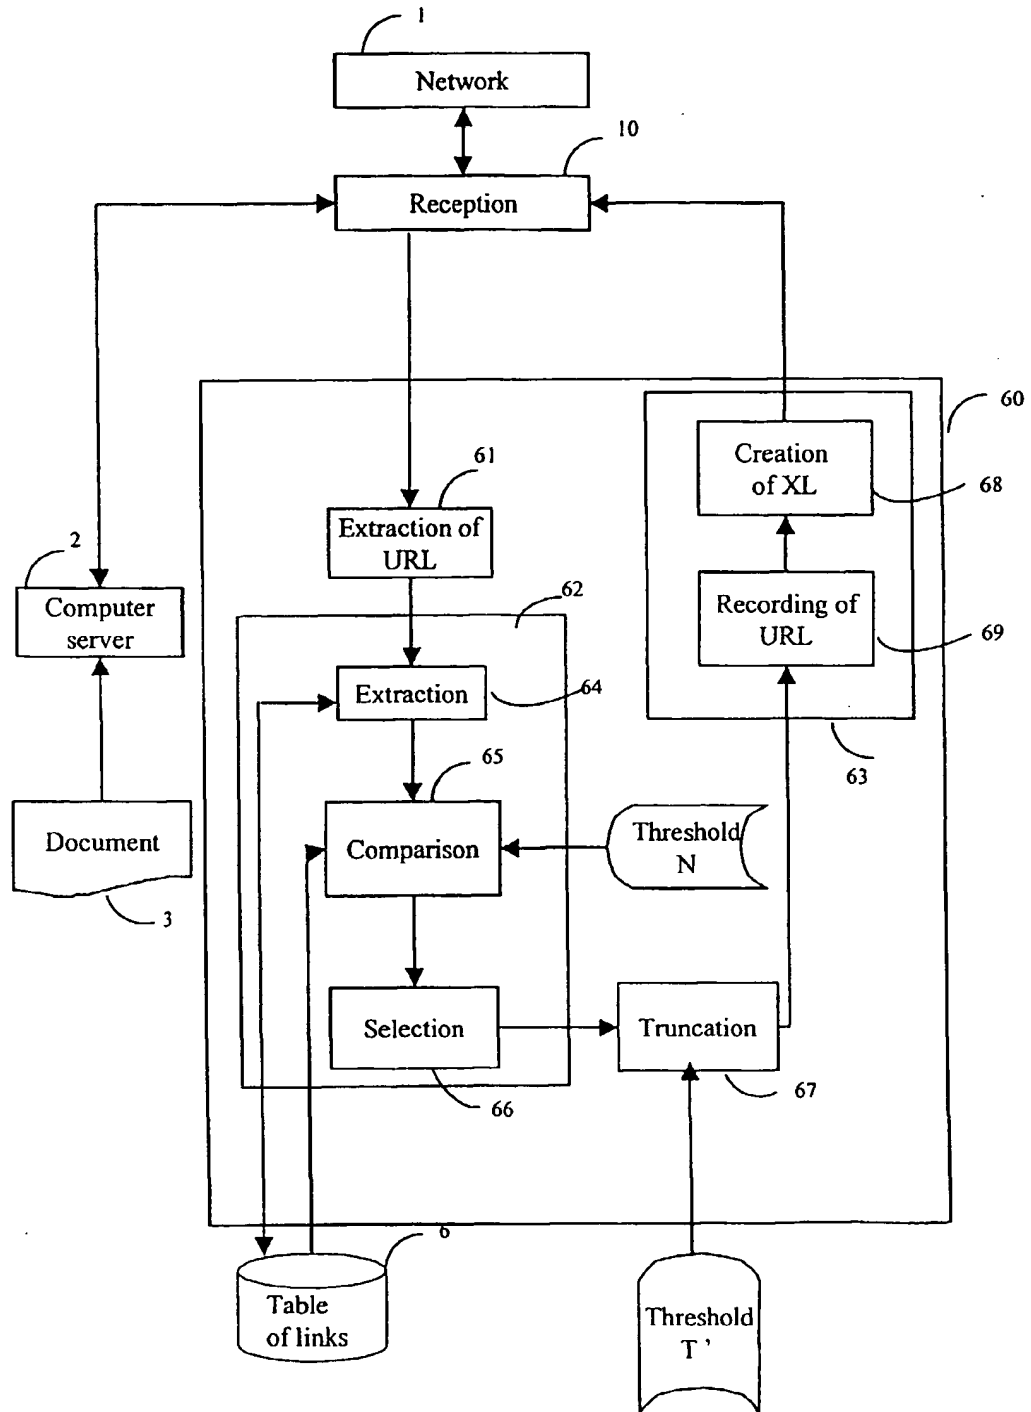 1
Network
10
Reception
60
61
Extraction of
URL
Creation
of XL
68
2
Computer
server
62
Recording of
URL
69
Extraction
64
65
63
Document
Comparison
Threshold
N
3
Selection
Truncation
66
67
6
Table
of links
Threshold
T '